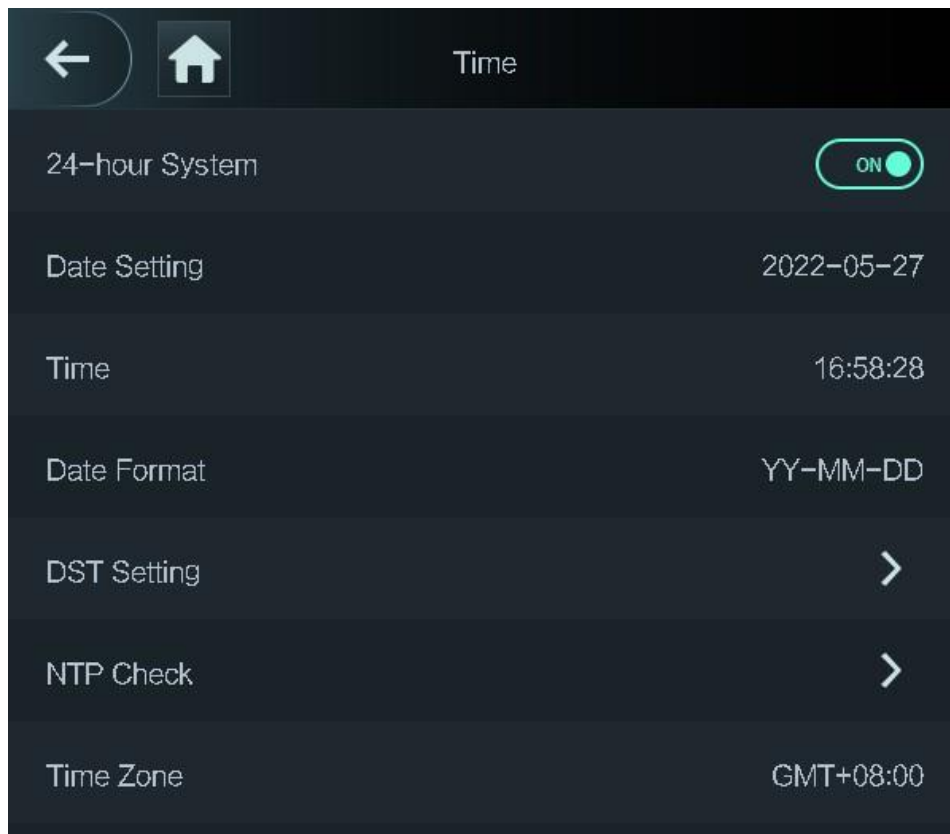 Time
24-hour System ON
Date Setting 2022-05-27
Time 16:58:28
Date Format YY-MM-DD
DST Setting
NTP Check
Time Zone GMT+08:00